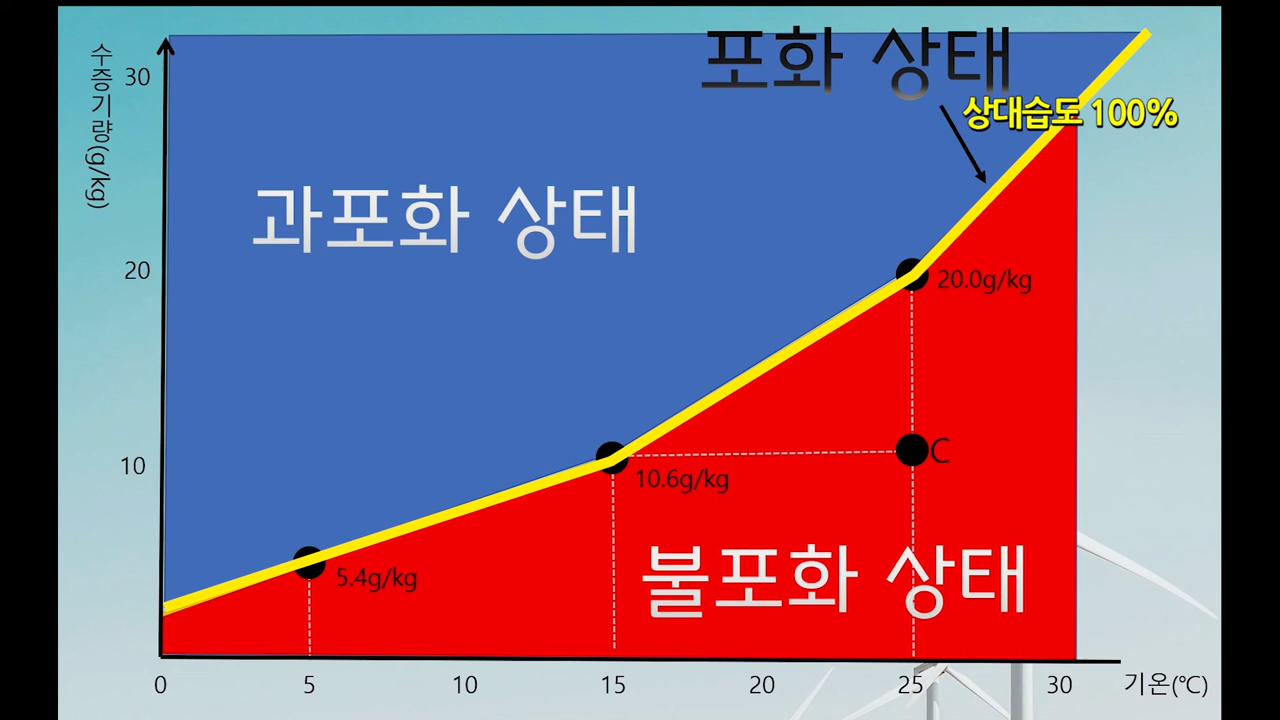 포화 상태
상대습도 100%
수증기량(g/kg)
30
20
10
과포화 상태
20.0g/kg
C
10.6g/kg
5.4g/kg
불포화 상태
0 5 10 15 20 25 30 기온(℃)